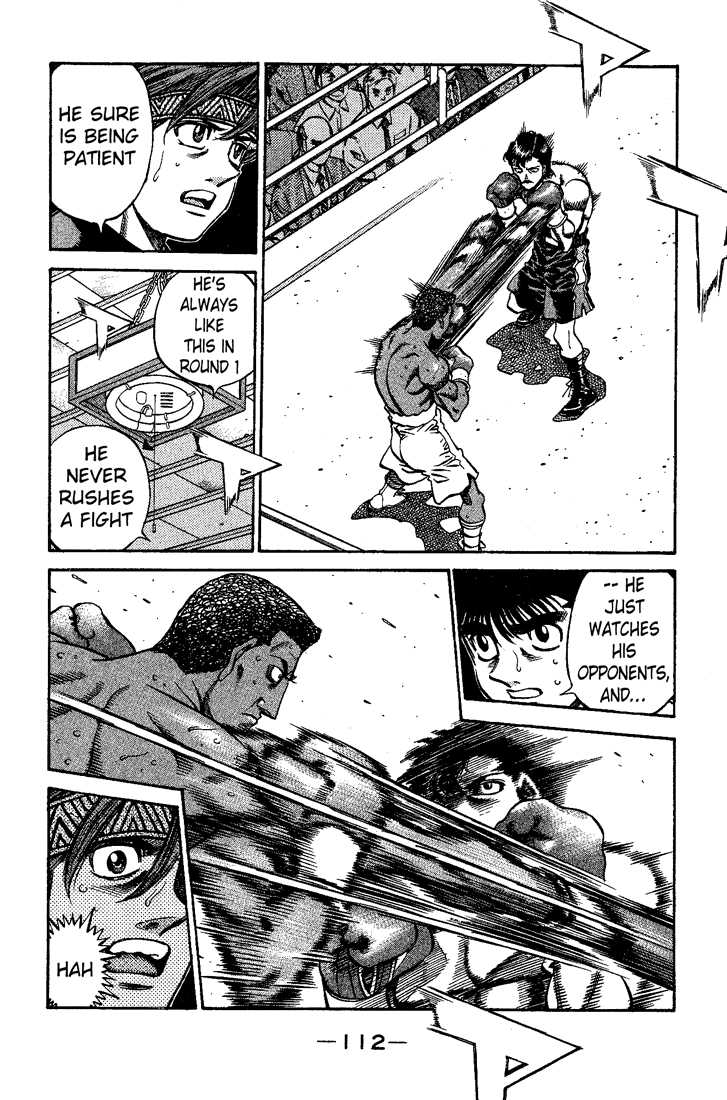 HE SURE
IS BEING
PATIENT
HE'S
ALWAYS
LIKE
THIS IN
ROUND 1
HE
NEVER
RUSHES
A FIGHT
-- HE
JUST
WATCHES
HIS
OPPONENTS,
AND...
HAH
—112—